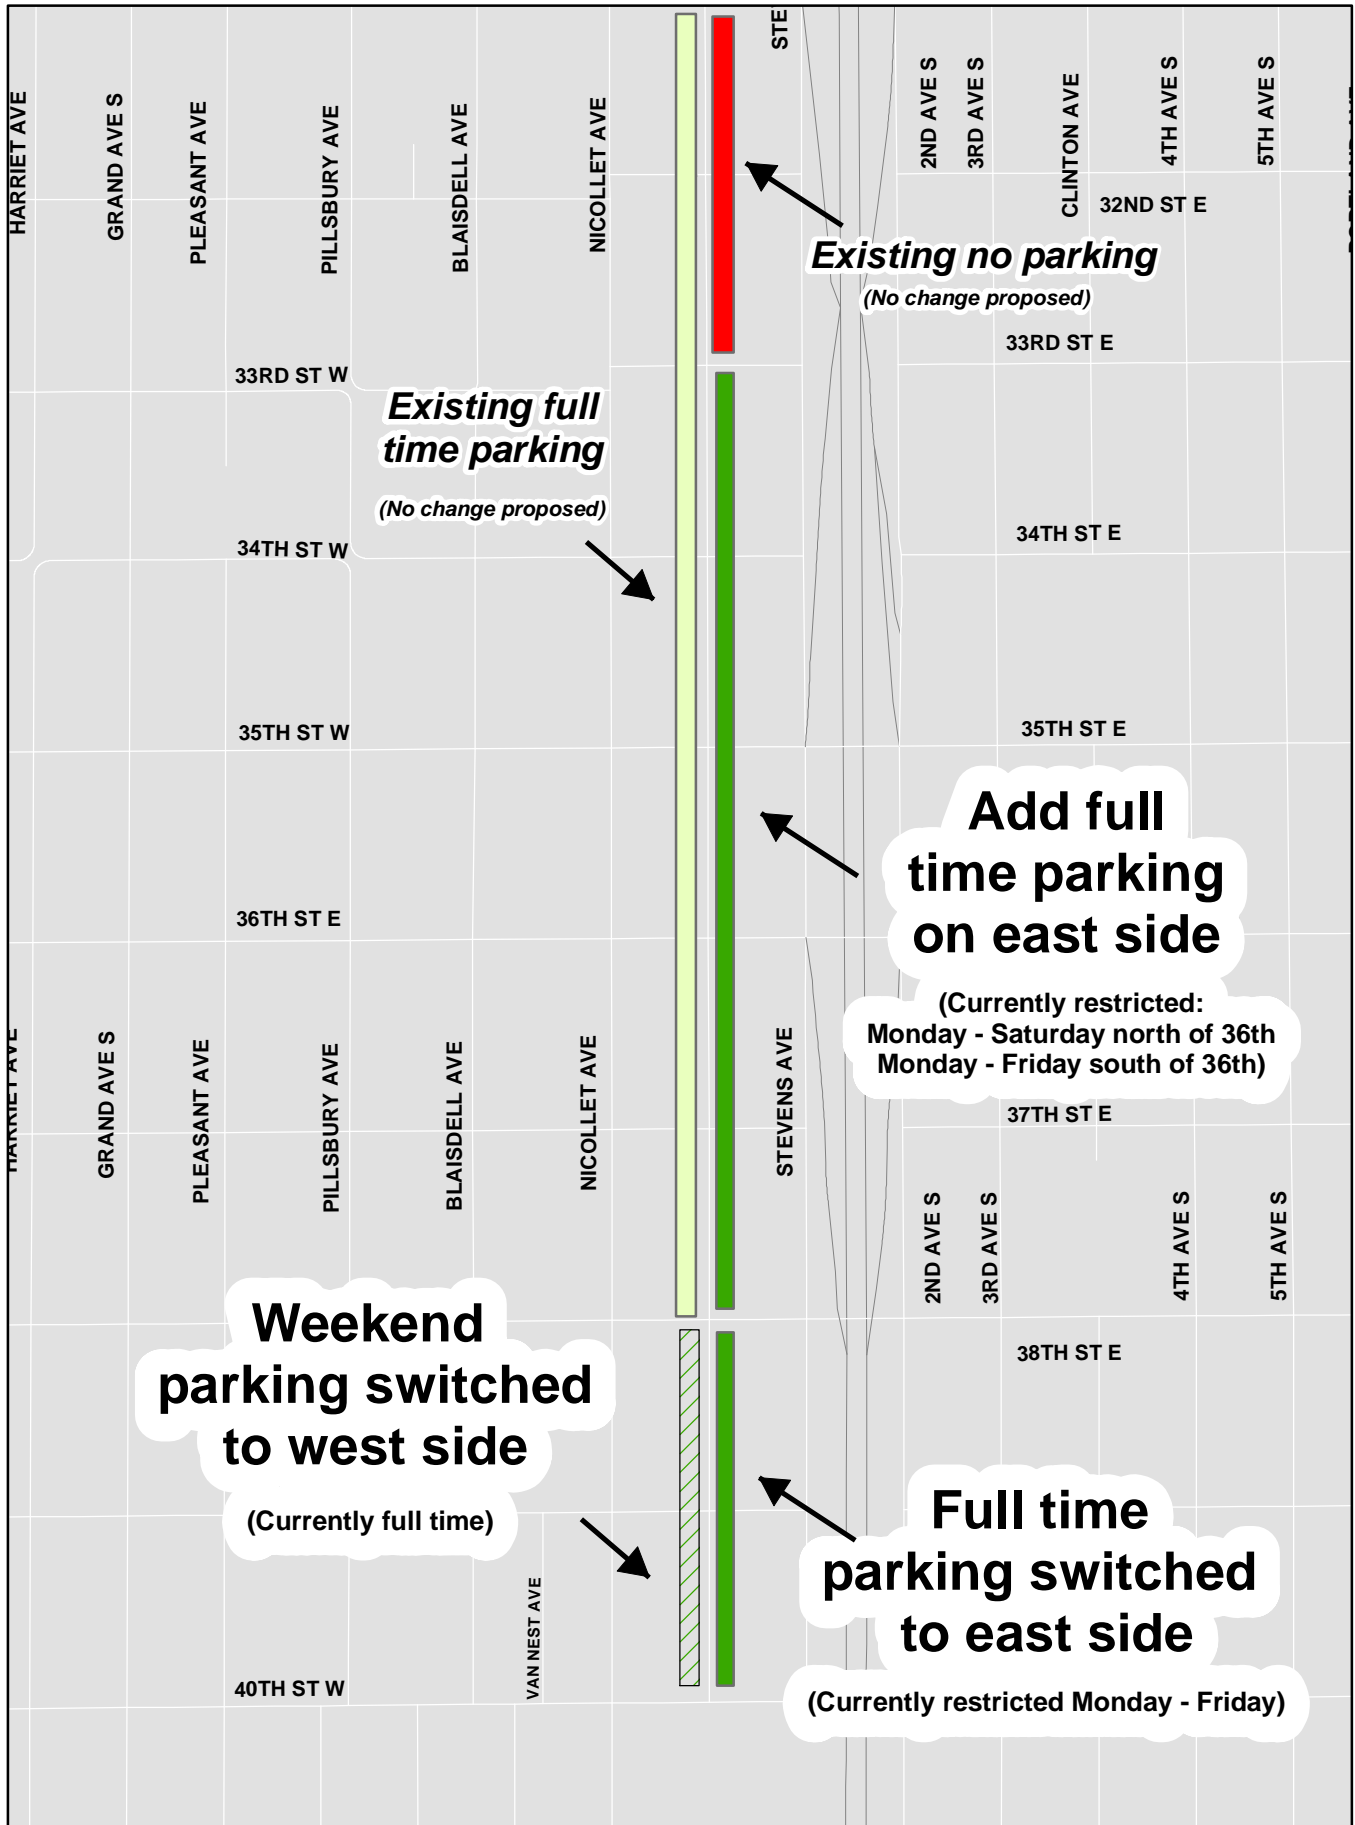 STE
HARRIET AVE
GRAND AVE S
PLEASANT AVE
PILLSBURY AVE
BLAISDELL AVE
NICOLLET AVE
2ND AVE S
3RD AVE S
CLINTON AVE
4TH AVE S
5TH AVE S
32ND ST E
Existing no parking
(No change proposed)
33RD ST E
33RD ST W
Existing full
time parking
(No change proposed)
34TH ST W
34TH ST E
35TH ST W
35TH ST E
Add full
time parking
on east side
(Currently restricted:
Monday - Saturday north of 36th
Monday - Friday south of 36th)
36TH ST E
HARRIET AVE
GRAND AVE S
PLEASANT AVE
PILLSBURY AVE
BLAISDELL AVE
NICOLLET AVE
STEVENS AVE
37TH ST E
2ND AVE S
3RD AVE S
4TH AVE S
5TH AVE S
Weekend
parking switched
to west side
(Currently full time)
38TH ST E
Full time
parking switched
to east side
(Currently restricted Monday - Friday)
VAN NEST AVE
40TH ST W